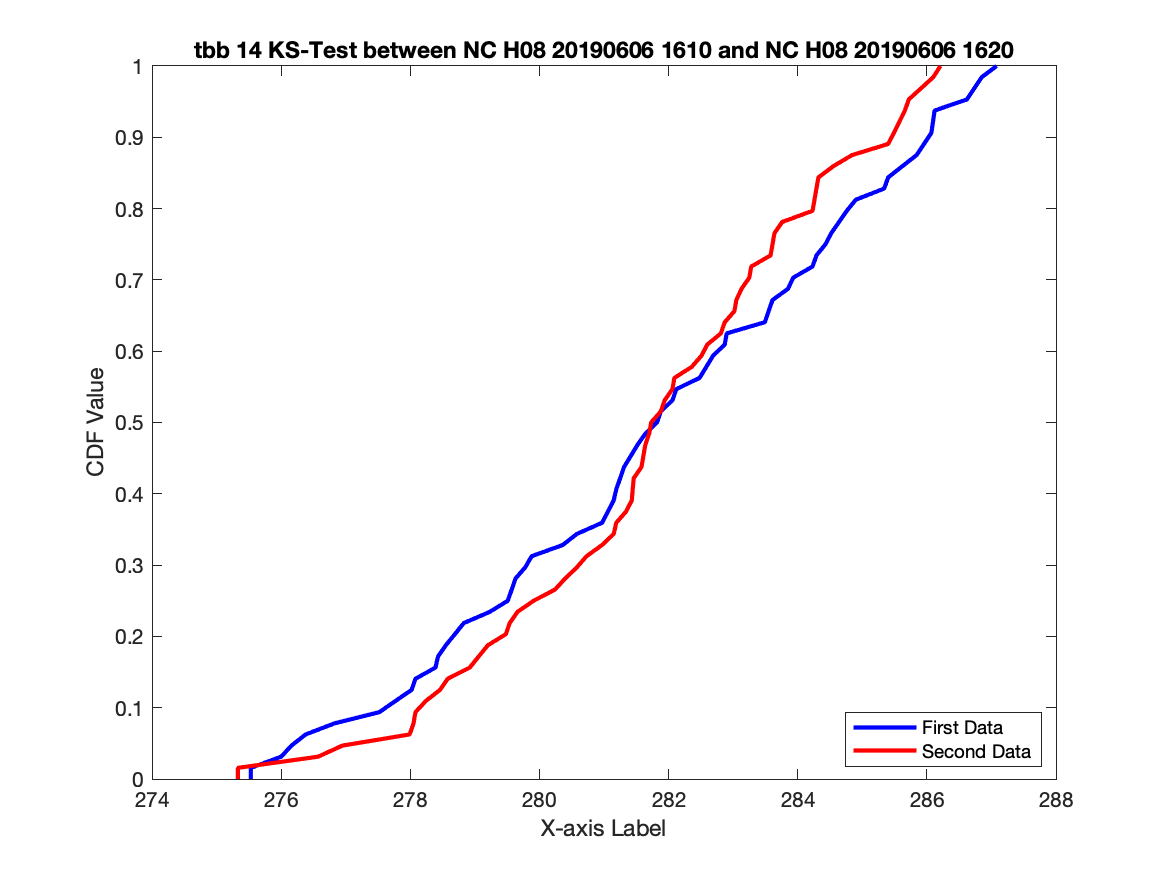 tbb 14 KS-Test between NC H08 20190606 1610 and NC H08 20190606 1620
1
0.9
0.8
0.7
0.6
0.5
0.4
0.3
0.2
0.1
0
CDF Value
274 276 278 280 282 284 286 288
X-axis Label
First Data
Second Data